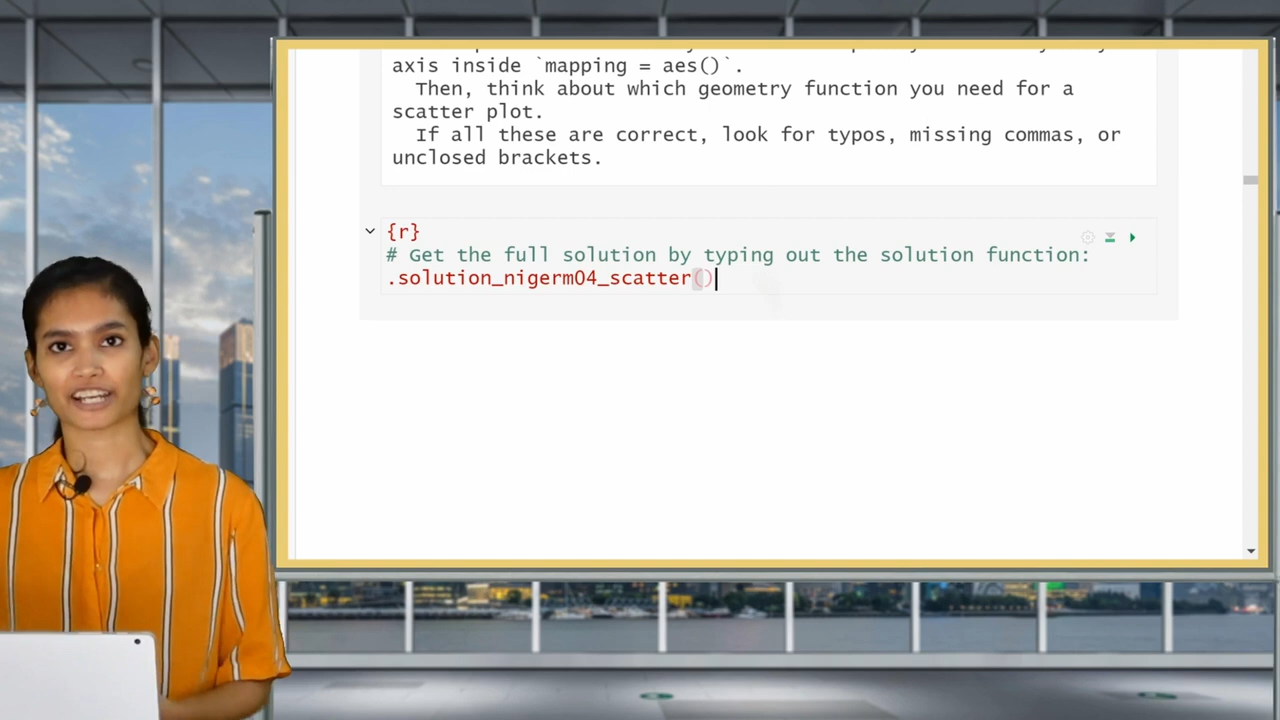 axis inside `mapping = aes()`.
Then, think about which geometry function you need for a
scatter plot.
If all these are correct, look for typos, missing commas, or
unclosed brackets.
{r}
# Get the full solution by typing out the solution function:
.solution_nigerm04_scatter()